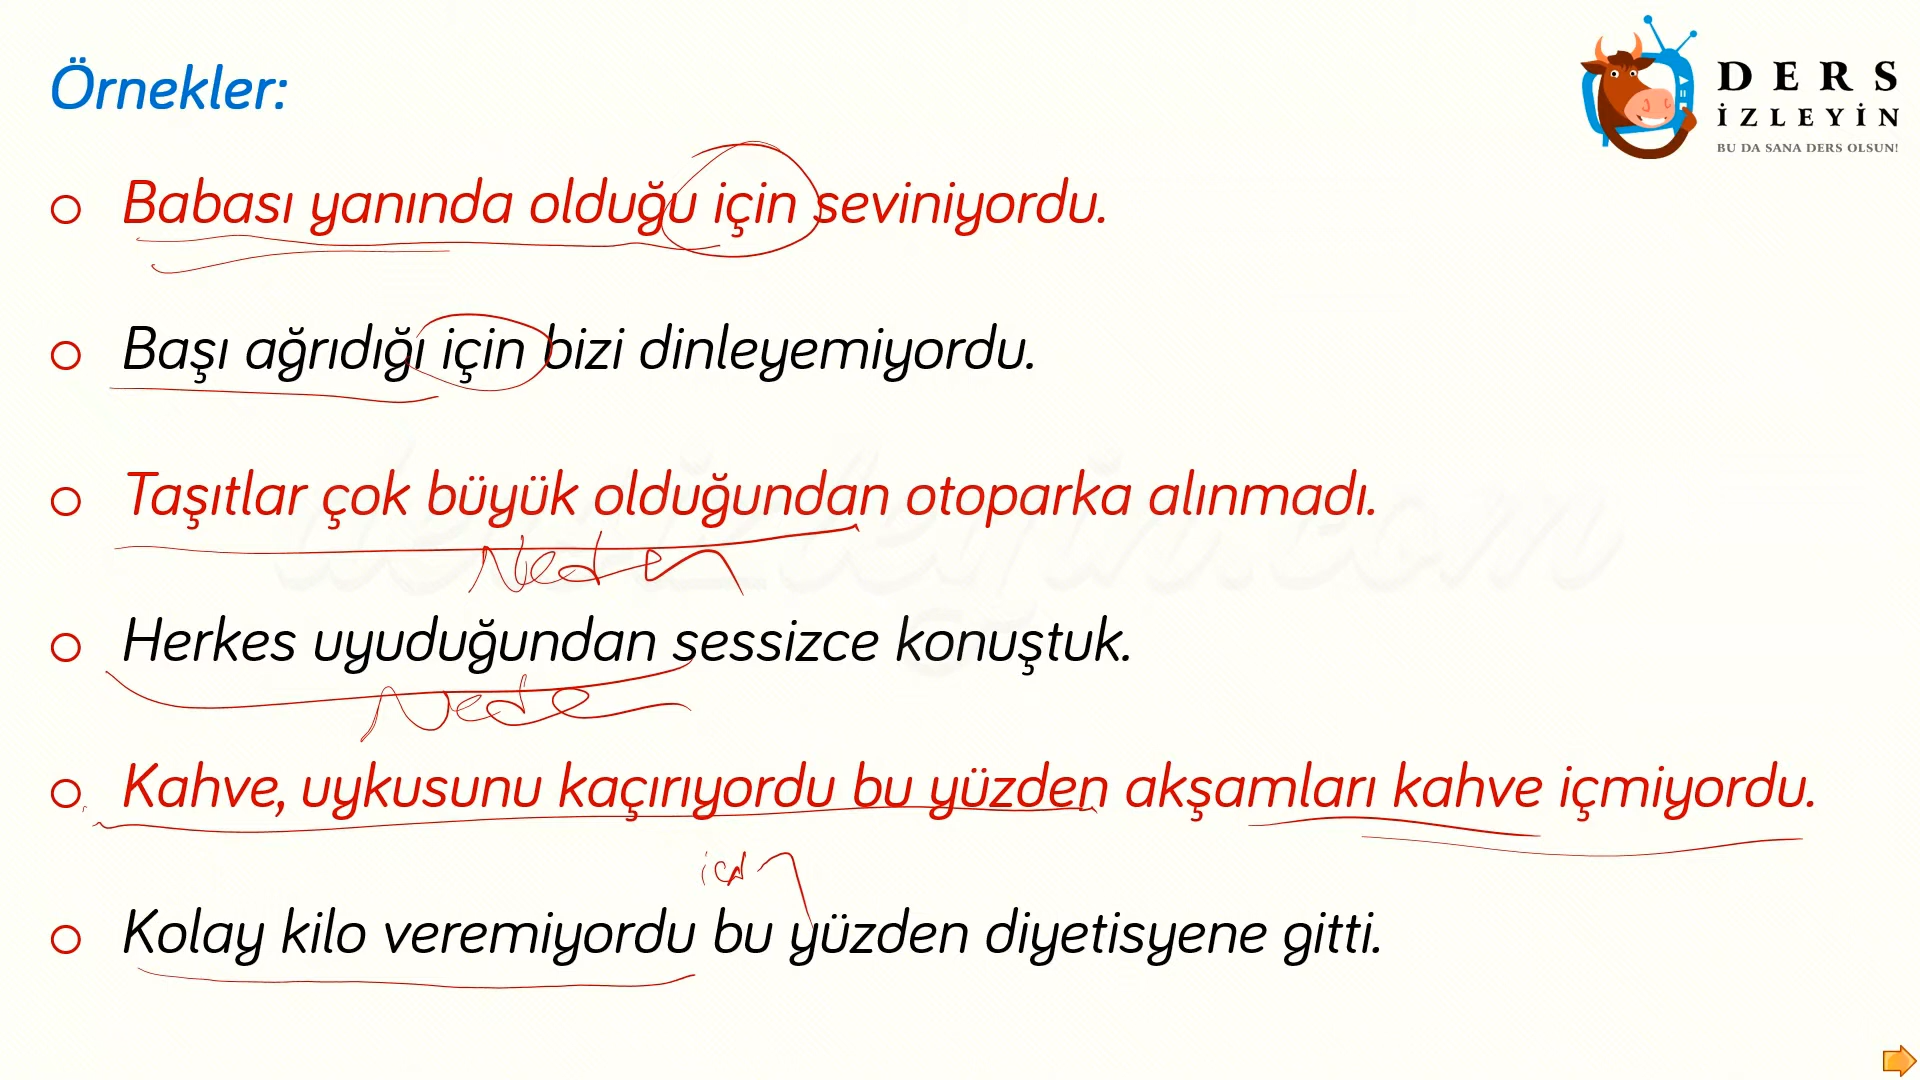 Örnekler:
DERS
İZLEYİN
BU DA SANA DERS OLSUN!
Babası yanında olduğu için seviniyordu.
Başı ağrıdığı için bizi dinleyemiyordu.
Taşıtlar çok büyük olduğundan otoparka alınmadı.
Neden
Herkes uyuduğundan sessizce konuştuk.
Neden
Kahve, uykusunu kaçırıyordu bu yüzden akşamları kahve içmiyordu.
Kolay kilo veremiyordu bu yüzden diyetisyene gitti.
dersizleyin.com